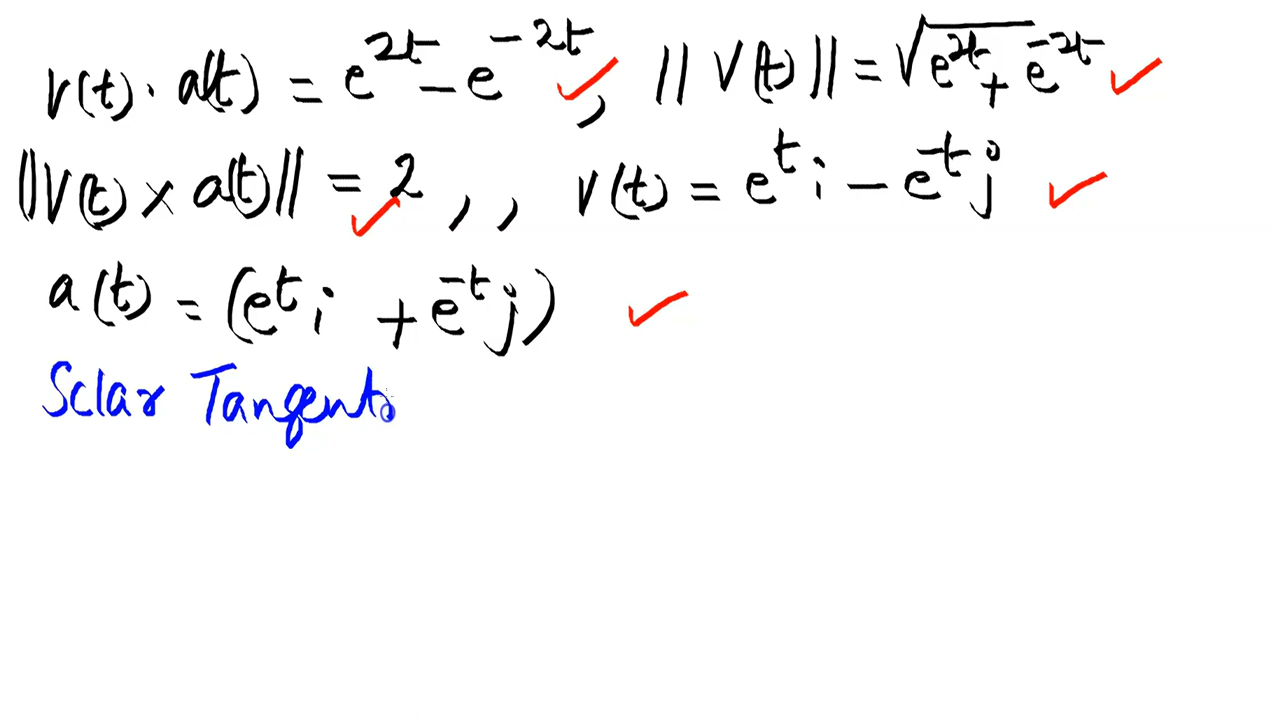 v(t) · a(t) = e^{2t} - e^{-2t} ✓, ||V(t)|| = √(e^{2t} + e^{-2t}) ✓
||V(t) × a(t)|| = 2 ✓, , v(t) = e^t i - e^{-t} j ✓
a(t) = (e^t i + e^{-t} j) ✓
Sclar Tangent